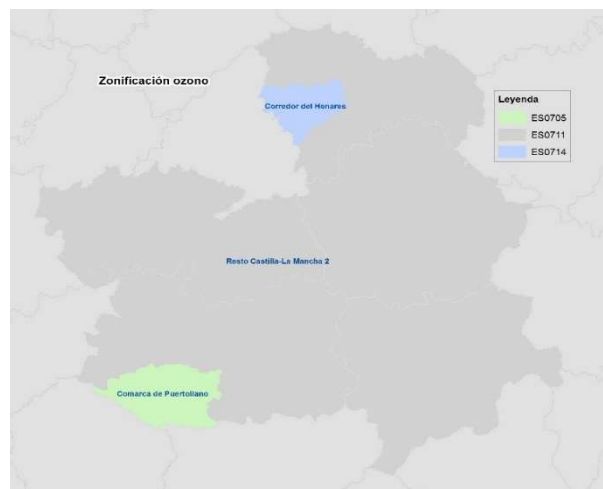 Zonificación ozono
Leyenda
ES0705
ES0711
ES0714
Corredor del Henares
Resto Castilla-La Mancha 2
Comarca de Puertollano